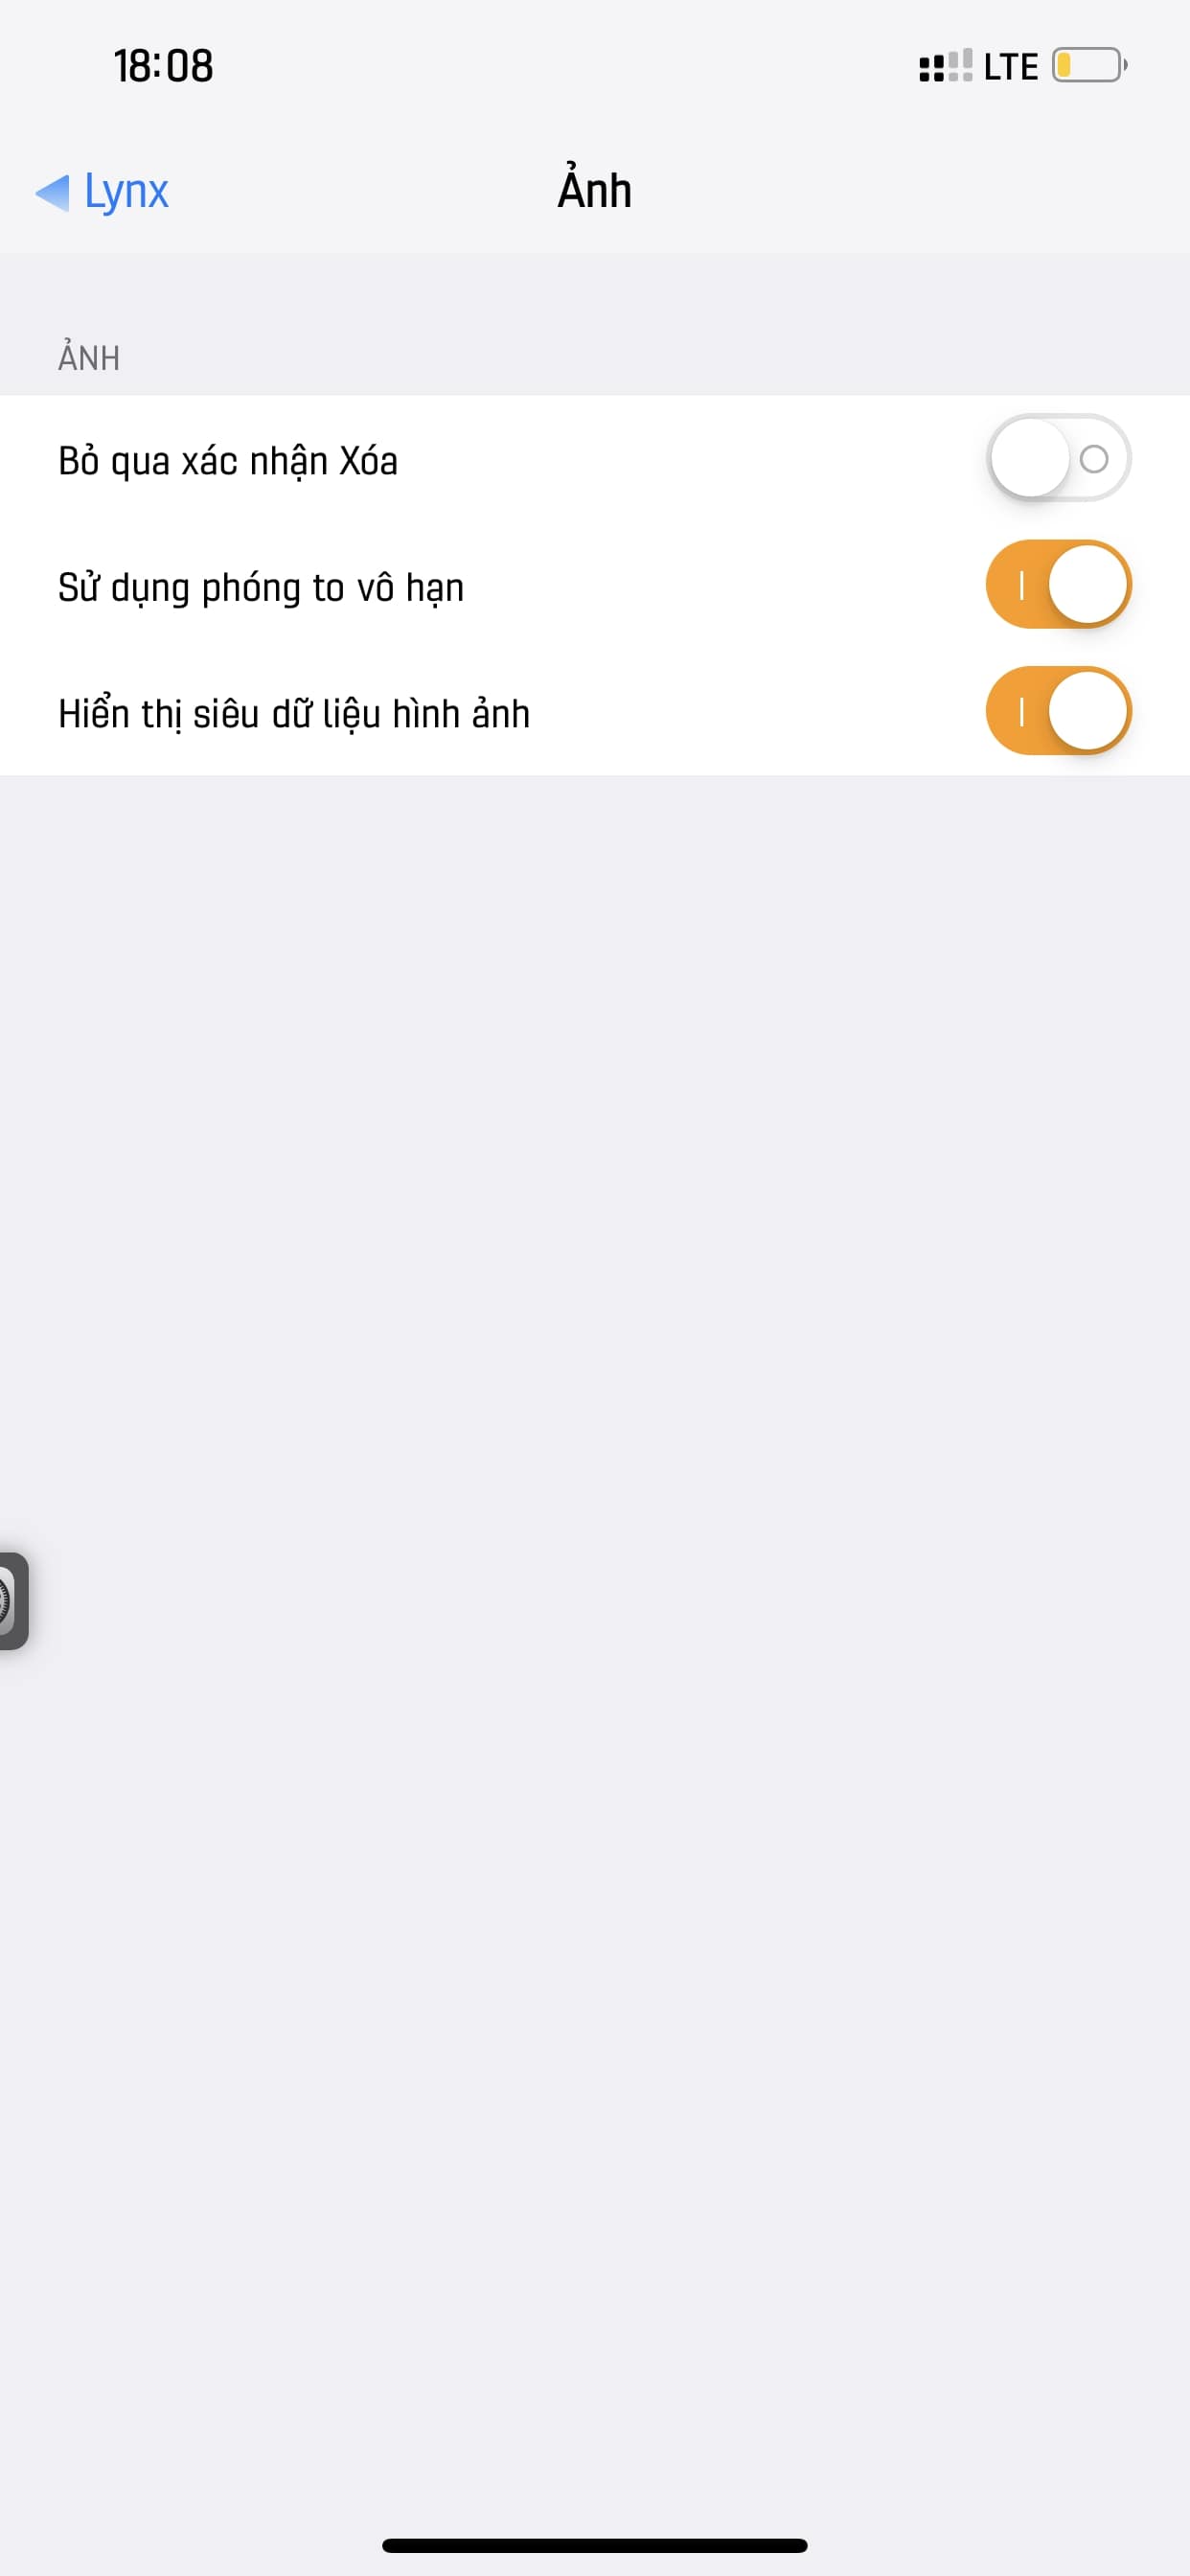 18:08
LTE
Lynx
Ảnh
ẢNH
Bỏ qua xác nhận Xóa
Sử dụng phóng to vô hạn
Hiển thị siêu dữ liệu hình ảnh